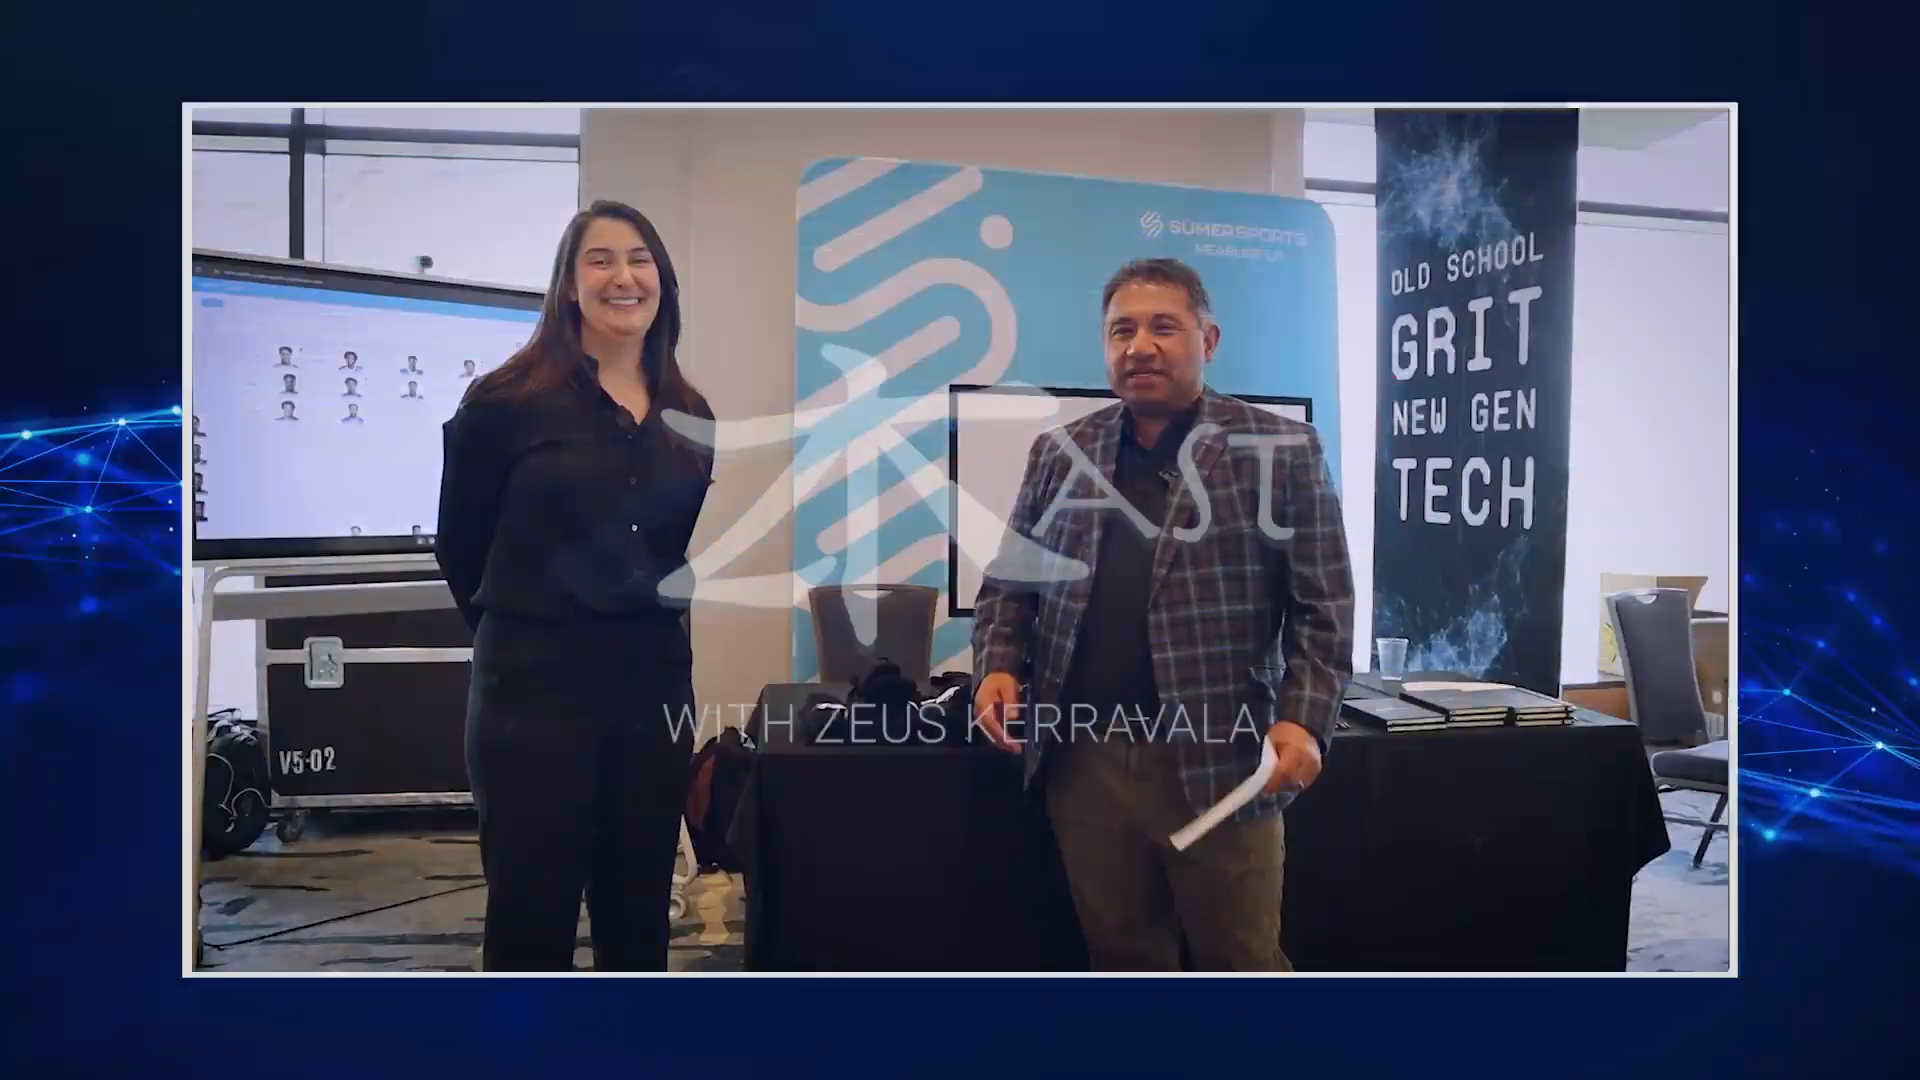 SUMERSPORTS
MEASURE UP
OLD SCHOOL
GRIT
NEW GEN
TECH
ZKAST
WITH ZEUS KERRAVALA
V5-02